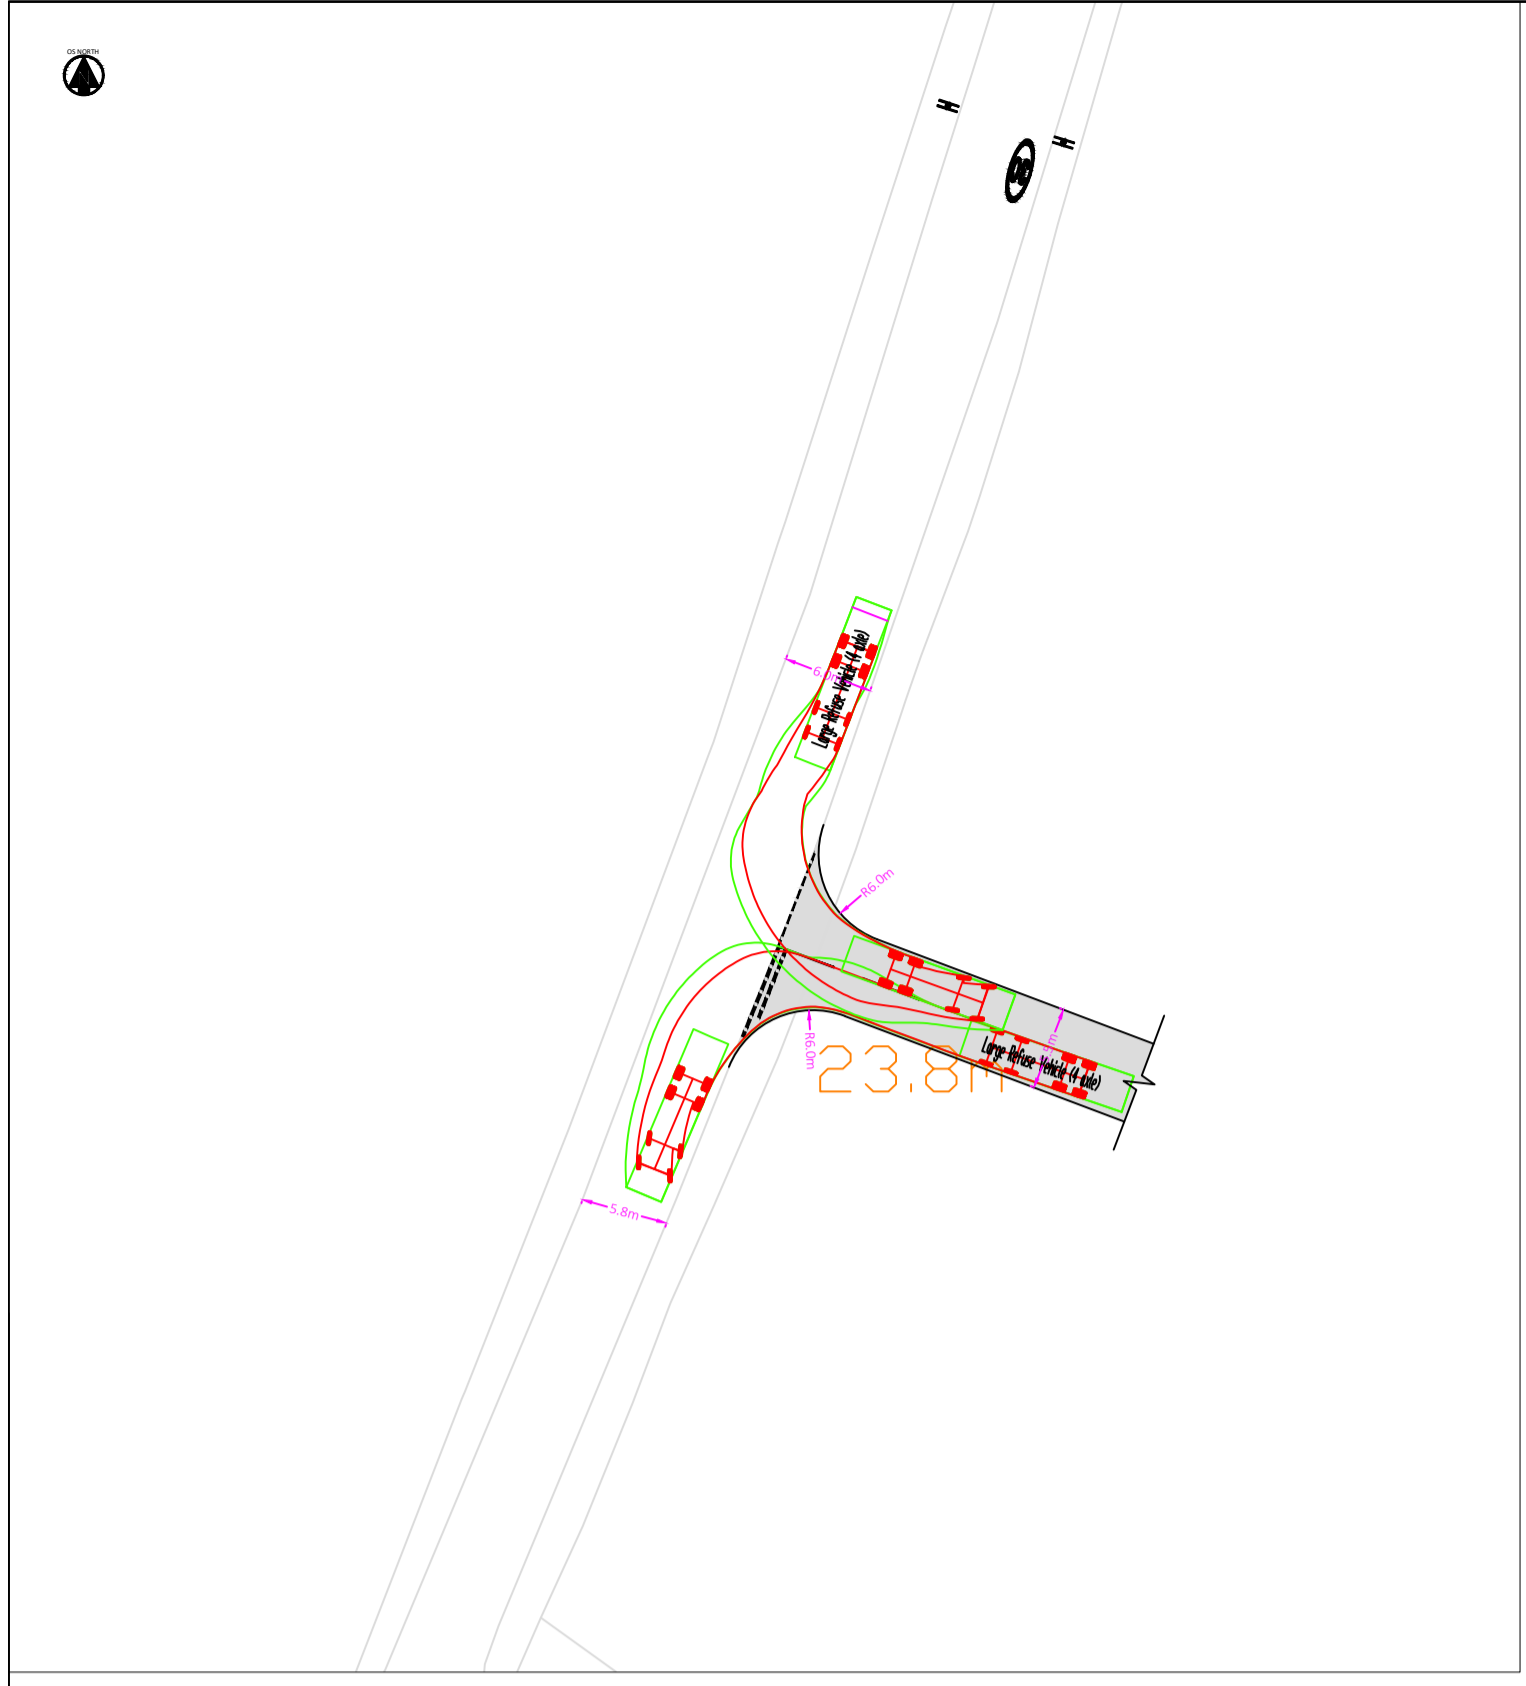 OS NORTH
N
H
H
Large Refuse Vehicle (4 axle)
6.0m
R6.0m
R6.0m
23.8m
Large Refuse Vehicle (4 axle)
5.8m